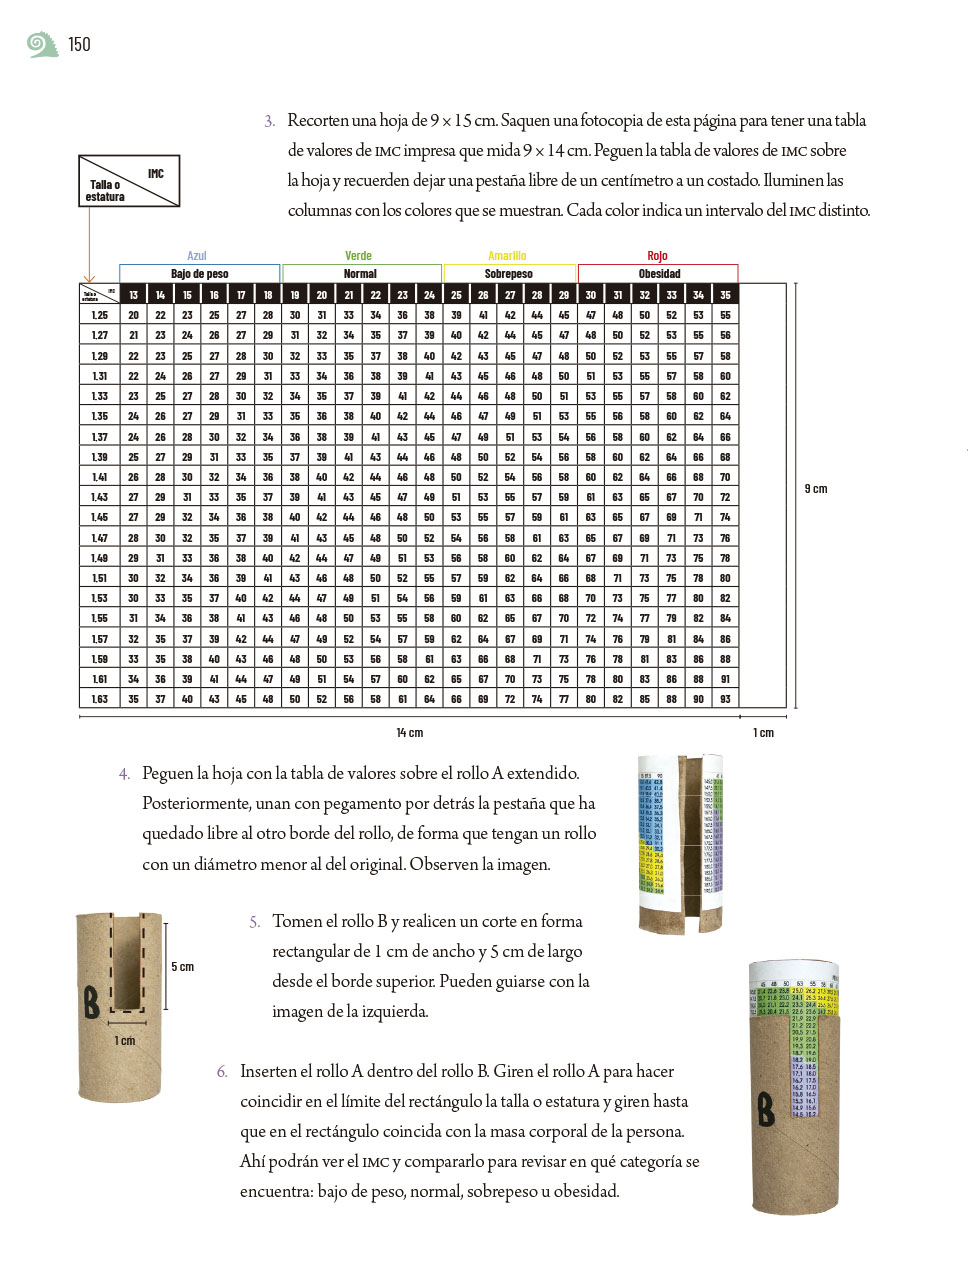 150
3. Recorten una hoja de 9 × 15 cm. Saquen una fotocopia de esta página para tener una tabla
de valores de IMC impresa que mida 9 × 14 cm. Peguen la tabla de valores de IMC sobre
la hoja y recuerden dejar una pestaña libre de un centímetro a un costado. Iluminen las
columnas con los colores que se muestran. Cada color indica un intervalo del IMC distinto.
IMC
Talla o
estatura
Azul Verde Amarillo Rojo
Bajo de peso Normal Sobrepeso Obesidad
IMC
Talla o
estatura
13 14 15 16 17 18 19 20 21 22 23 24 25 26 27 28 29 30 31 32 33 34 35
1.25 20 22 23 25 27 28 30 31 33 34 36 38 39 41 42 44 45 47 48 50 52 53 55
1.27 21 23 24 26 27 29 31 32 34 35 37 39 40 42 44 45 47 48 50 52 53 55 56
1.29 22 23 25 27 28 30 32 33 35 37 38 40 42 43 45 47 48 50 52 53 55 57 58
1.31 22 24 26 27 29 31 33 34 36 38 39 41 43 45 46 48 50 51 53 55 57 58 60
1.33 23 25 27 28 30 32 34 35 37 39 41 42 44 46 48 50 51 53 55 57 58 60 62
1.35 24 26 27 29 31 33 35 36 38 40 42 44 46 47 49 51 53 55 56 58 60 62 64
1.37 24 26 28 30 32 34 36 38 39 41 43 45 47 49 51 53 54 56 58 60 62 64 66
1.39 25 27 29 31 33 35 37 39 41 43 44 46 48 50 52 54 56 58 60 62 64 66 68
1.41 26 28 30 32 34 36 38 40 42 44 46 48 50 52 54 56 58 60 62 64 66 68 70
1.43 27 29 31 33 35 37 39 41 43 45 47 49 51 53 55 57 59 61 63 65 67 70 72
1.45 27 29 32 34 36 38 40 42 44 46 48 50 53 55 57 59 61 63 65 67 69 71 74
1.47 28 30 32 35 37 39 41 43 45 48 50 52 54 56 58 61 63 65 67 69 71 73 76
1.49 29 31 33 36 38 40 42 44 47 49 51 53 56 58 60 62 64 67 69 71 73 75 78
1.51 30 32 34 36 39 41 43 46 48 50 52 55 57 59 62 64 66 68 71 73 75 78 80
1.53 30 33 35 37 40 42 44 47 49 51 54 56 59 61 63 66 68 70 73 75 77 80 82
1.55 31 34 36 38 41 43 46 48 50 53 55 58 60 62 65 67 70 72 74 77 79 82 84
1.57 32 35 37 39 42 44 47 49 52 54 57 59 62 64 67 69 71 74 76 79 81 84 86
1.59 33 35 38 40 43 46 48 50 53 56 58 61 63 66 68 71 73 76 78 81 83 86 88
1.61 34 36 39 41 44 47 49 51 54 57 60 62 65 67 70 73 75 78 80 83 86 88 91
1.63 35 37 40 43 45 48 50 52 56 58 61 64 66 69 72 74 77 80 82 85 88 90 93
9 cm
14 cm 1 cm
4. Peguen la hoja con la tabla de valores sobre el rollo A extendido.
Posteriormente, unan con pegamento por detrás la pestaña que ha
quedado libre al otro borde del rollo, de forma que tengan un rollo
con un diámetro menor al del original. Observen la imagen.
5. Tomen el rollo B y realicen un corte en forma
rectangular de 1 cm de ancho y 5 cm de largo
desde el borde superior. Pueden guiarse con la
imagen de la izquierda.
5 cm
B
1 cm
6. Inserten el rollo A dentro del rollo B. Giren el rollo A para hacer
coincidir en el límite del rectángulo la talla o estatura y giren hasta
que en el rectángulo coincida con la masa corporal de la persona.
Ahí podrán ver el IMC y compararlo para revisar en qué categoría se
encuentra: bajo de peso, normal, sobrepeso u obesidad.
B